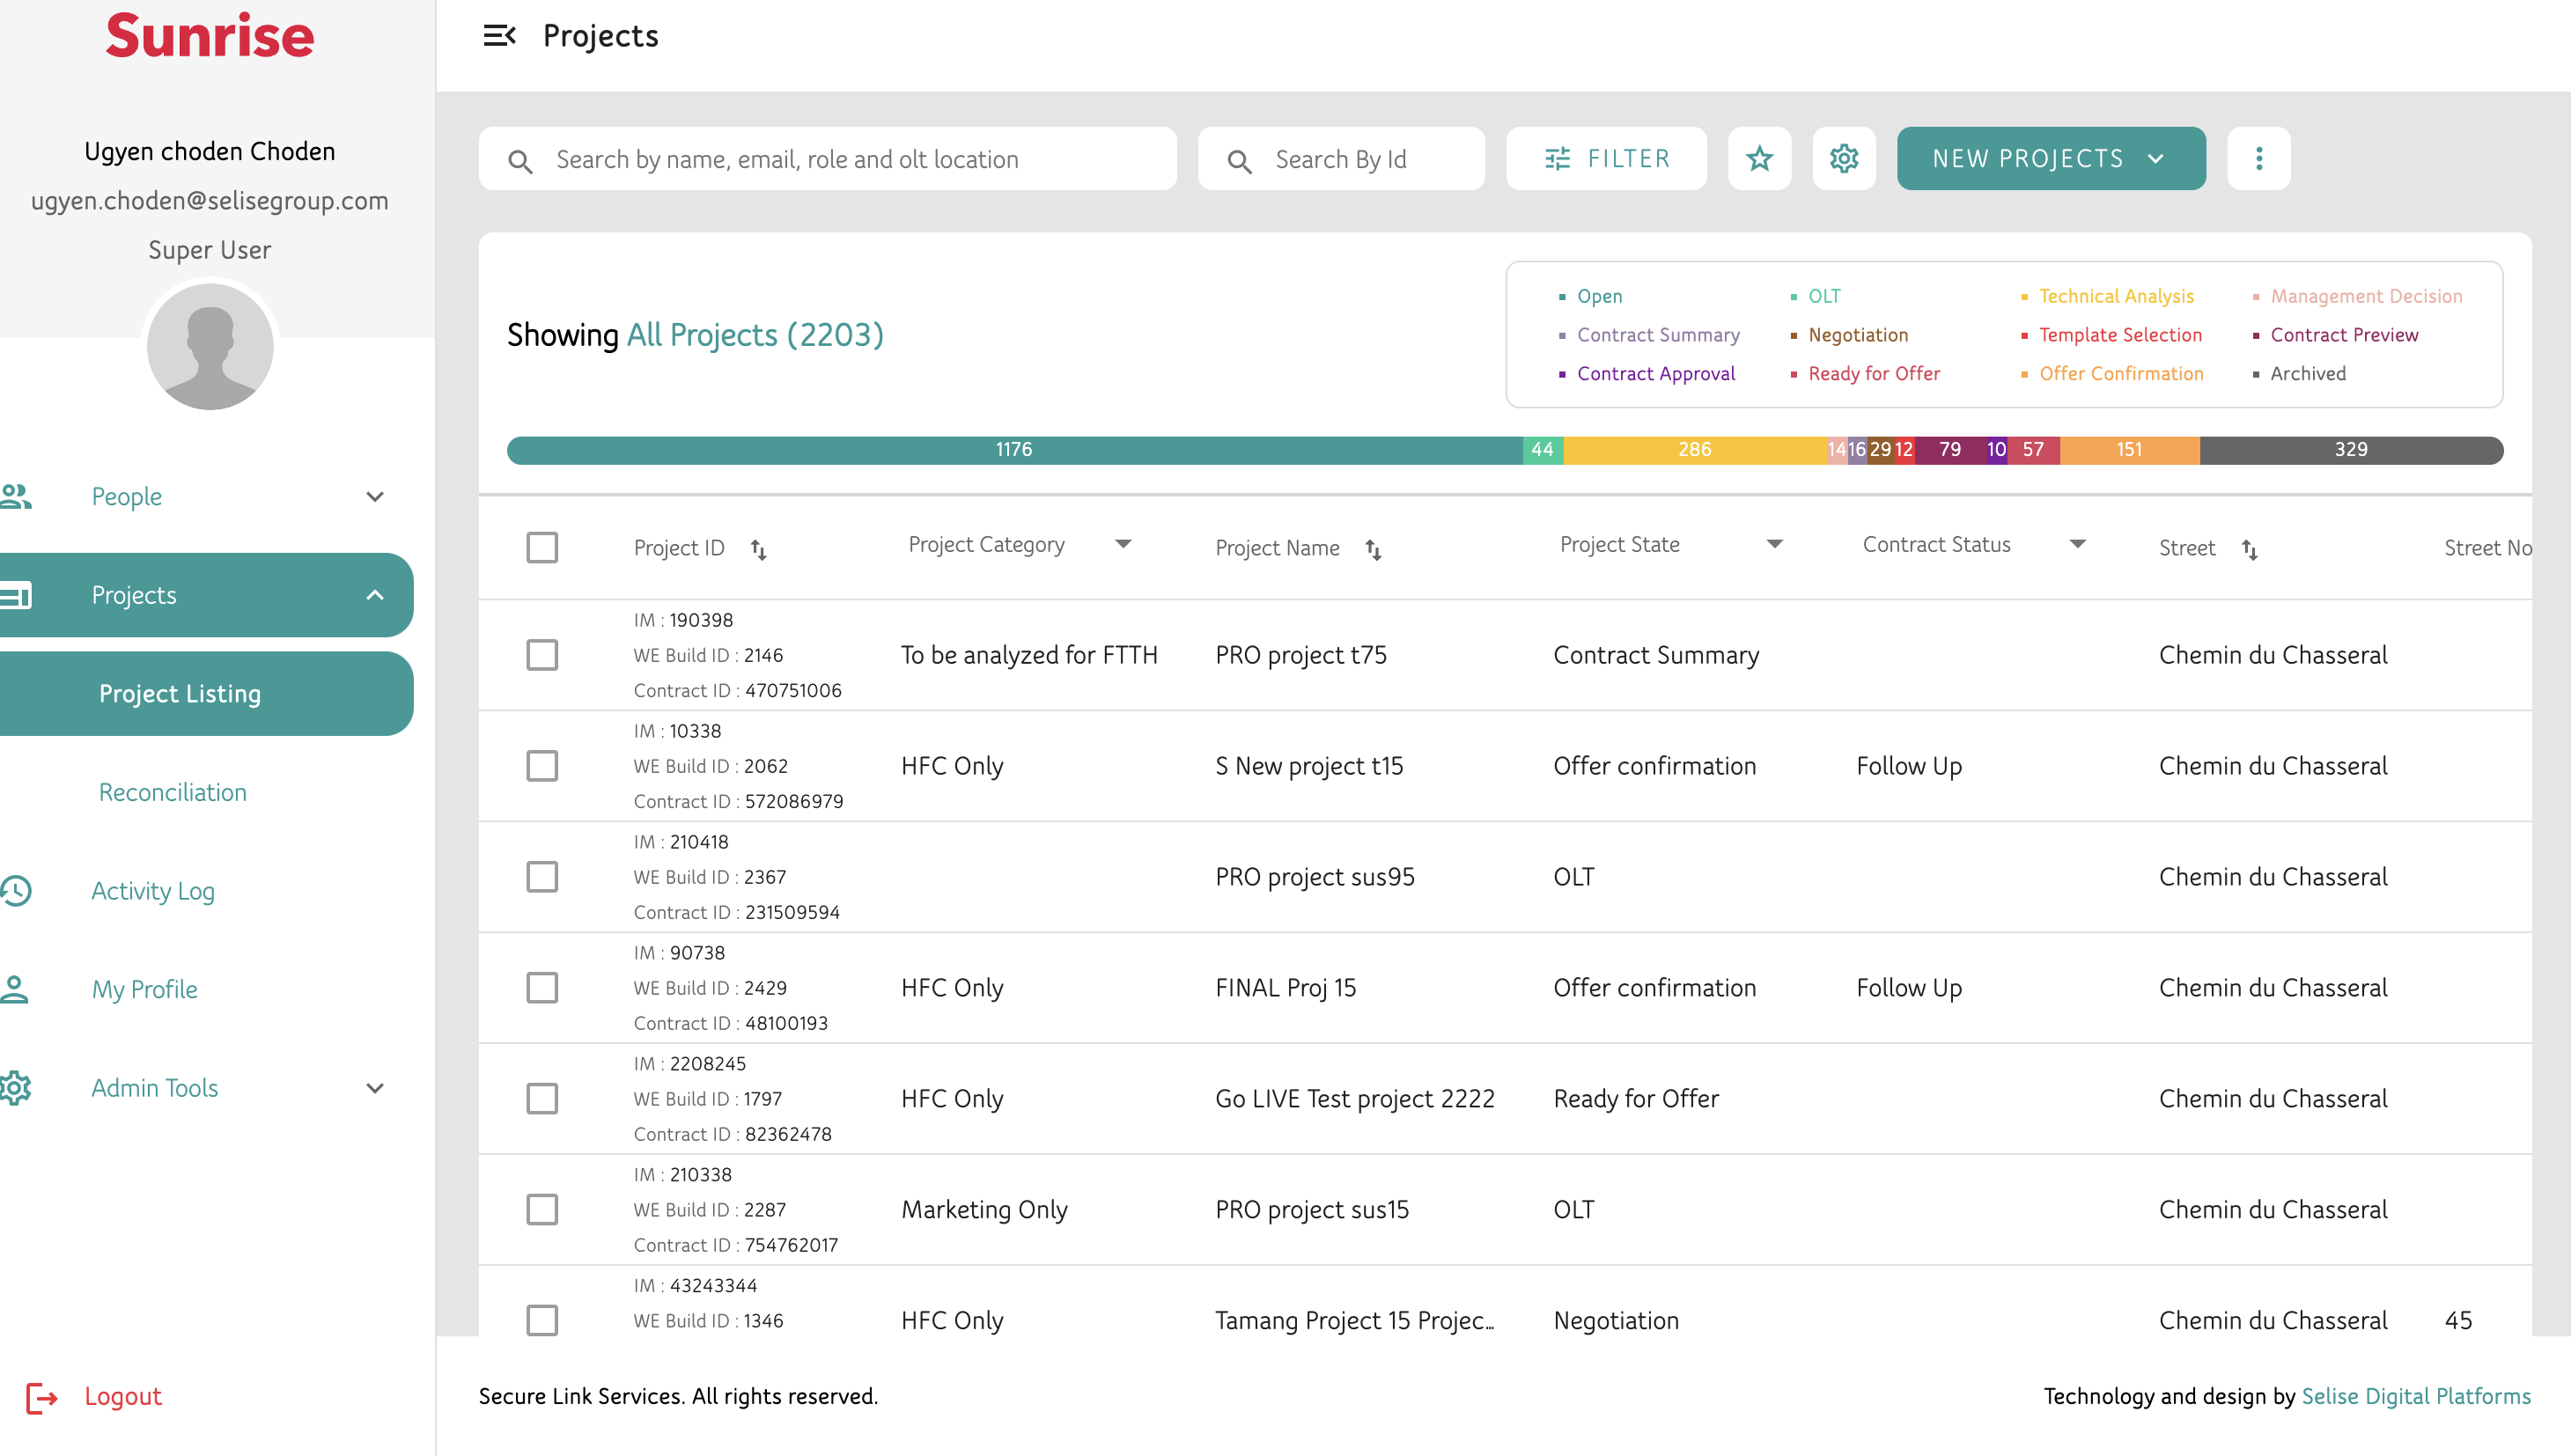 Sunrise
Ugyen choden Choden
ugyen.choden@selisegroup.com
Super User
People
Projects
Project Listing
Reconciliation
Activity Log
My Profile
Admin Tools
Logout
Projects
Search by name, email, role and olt location
Search By Id
FILTER
NEW PROJECTS
Showing All Projects (2203)
Open OLT Technical Analysis Management Decision
Contract Summary Negotiation Template Selection Contract Preview
Contract Approval Ready for Offer Offer Confirmation Archived
1176 44 286 14 16 29 12 79 10 57 151 329
Project ID Project Category Project Name Project State Contract Status Street Street No
IM : 190398
WE Build ID : 2146 To be analyzed for FTTH PRO project t75 Contract Summary Chemin du Chasseral
Contract ID : 470751006
IM : 10338
WE Build ID : 2062 HFC Only S New project t15 Offer confirmation Follow Up Chemin du Chasseral
Contract ID : 572086979
IM : 210418
WE Build ID : 2367 PRO project sus95 OLT Chemin du Chasseral
Contract ID : 231509594
IM : 90738
WE Build ID : 2429 HFC Only FINAL Proj 15 Offer confirmation Follow Up Chemin du Chasseral
Contract ID : 48100193
IM : 2208245
WE Build ID : 1797 HFC Only Go LIVE Test project 2222 Ready for Offer Chemin du Chasseral
Contract ID : 82362478
IM : 210338
WE Build ID : 2287 Marketing Only PRO project sus15 OLT Chemin du Chasseral
Contract ID : 754762017
IM : 43243344
WE Build ID : 1346 HFC Only Tamang Project 15 Projec... Negotiation Chemin du Chasseral 45
Secure Link Services. All rights reserved.
Technology and design by Selise Digital Platforms